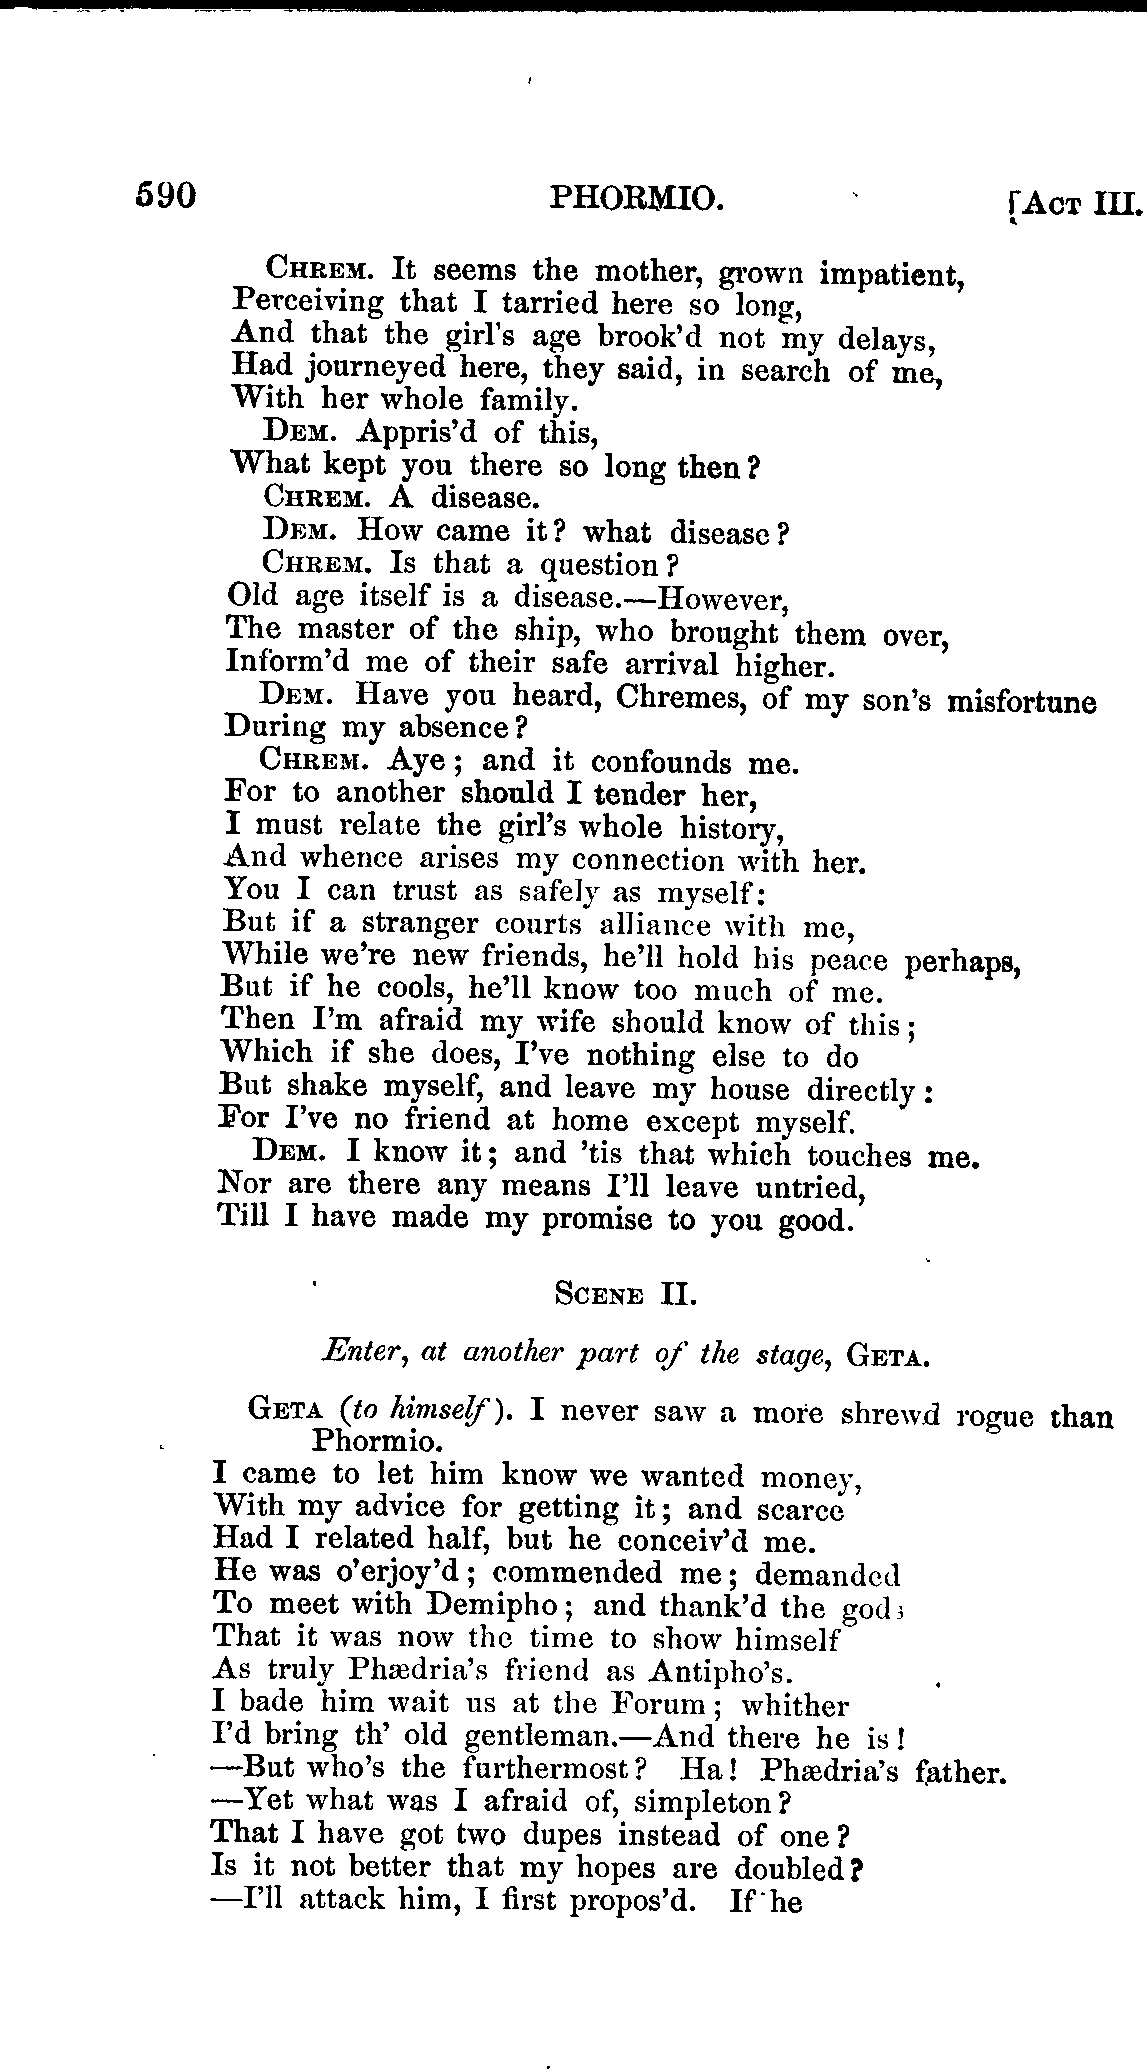 590 PHORMIO. [ACT III.
CHREM. It seems the mother, grown impatient,
Perceiving that I tarried here so long,
And that the girl's age brook'd not my delays,
Had journeyed here, they said, in search of me,
With her whole family.
DEM. Appris'd of this,
What kept you there so long then?
CHREM. A disease.
DEM. How came it? what disease?
CHREM. Is that a question?
Old age itself is a disease.—However,
The master of the ship, who brought them over,
Inform'd me of their safe arrival higher.
DEM. Have you heard, Chremes, of my son's misfortune
During my absence?
CHREM. Aye; and it confounds me.
For to another should I tender her,
I must relate the girl's whole history,
And whence arises my connection with her.
You I can trust as safely as myself:
But if a stranger courts alliance with me,
While we're new friends, he'll hold his peace perhaps,
But if he cools, he'll know too much of me.
Then I'm afraid my wife should know of this;
Which if she does, I've nothing else to do
But shake myself, and leave my house directly:
For I've no friend at home except myself.
DEM. I know it; and 'tis that which touches me.
Nor are there any means I'll leave untried,
Till I have made my promise to you good.
SCENE II.
Enter, at another part of the stage, GETA.
GETA (to himself). I never saw a more shrewd rogue than
Phormio.
I came to let him know we wanted money,
With my advice for getting it; and scarce
Had I related half, but he conceiv'd me.
He was o'erjoy'd; commended me; demanded
To meet with Demipho; and thank'd the gods
That it was now the time to show himself
As truly Phædria's friend as Antipho's.
I bade him wait us at the Forum; whither
I'd bring th' old gentleman.—And there he is!
—But who's the furthermost? Ha! Phædria's father.
—Yet what was I afraid of, simpleton?
That I have got two dupes instead of one?
Is it not better that my hopes are doubled?
—I'll attack him, I first propos'd. If he